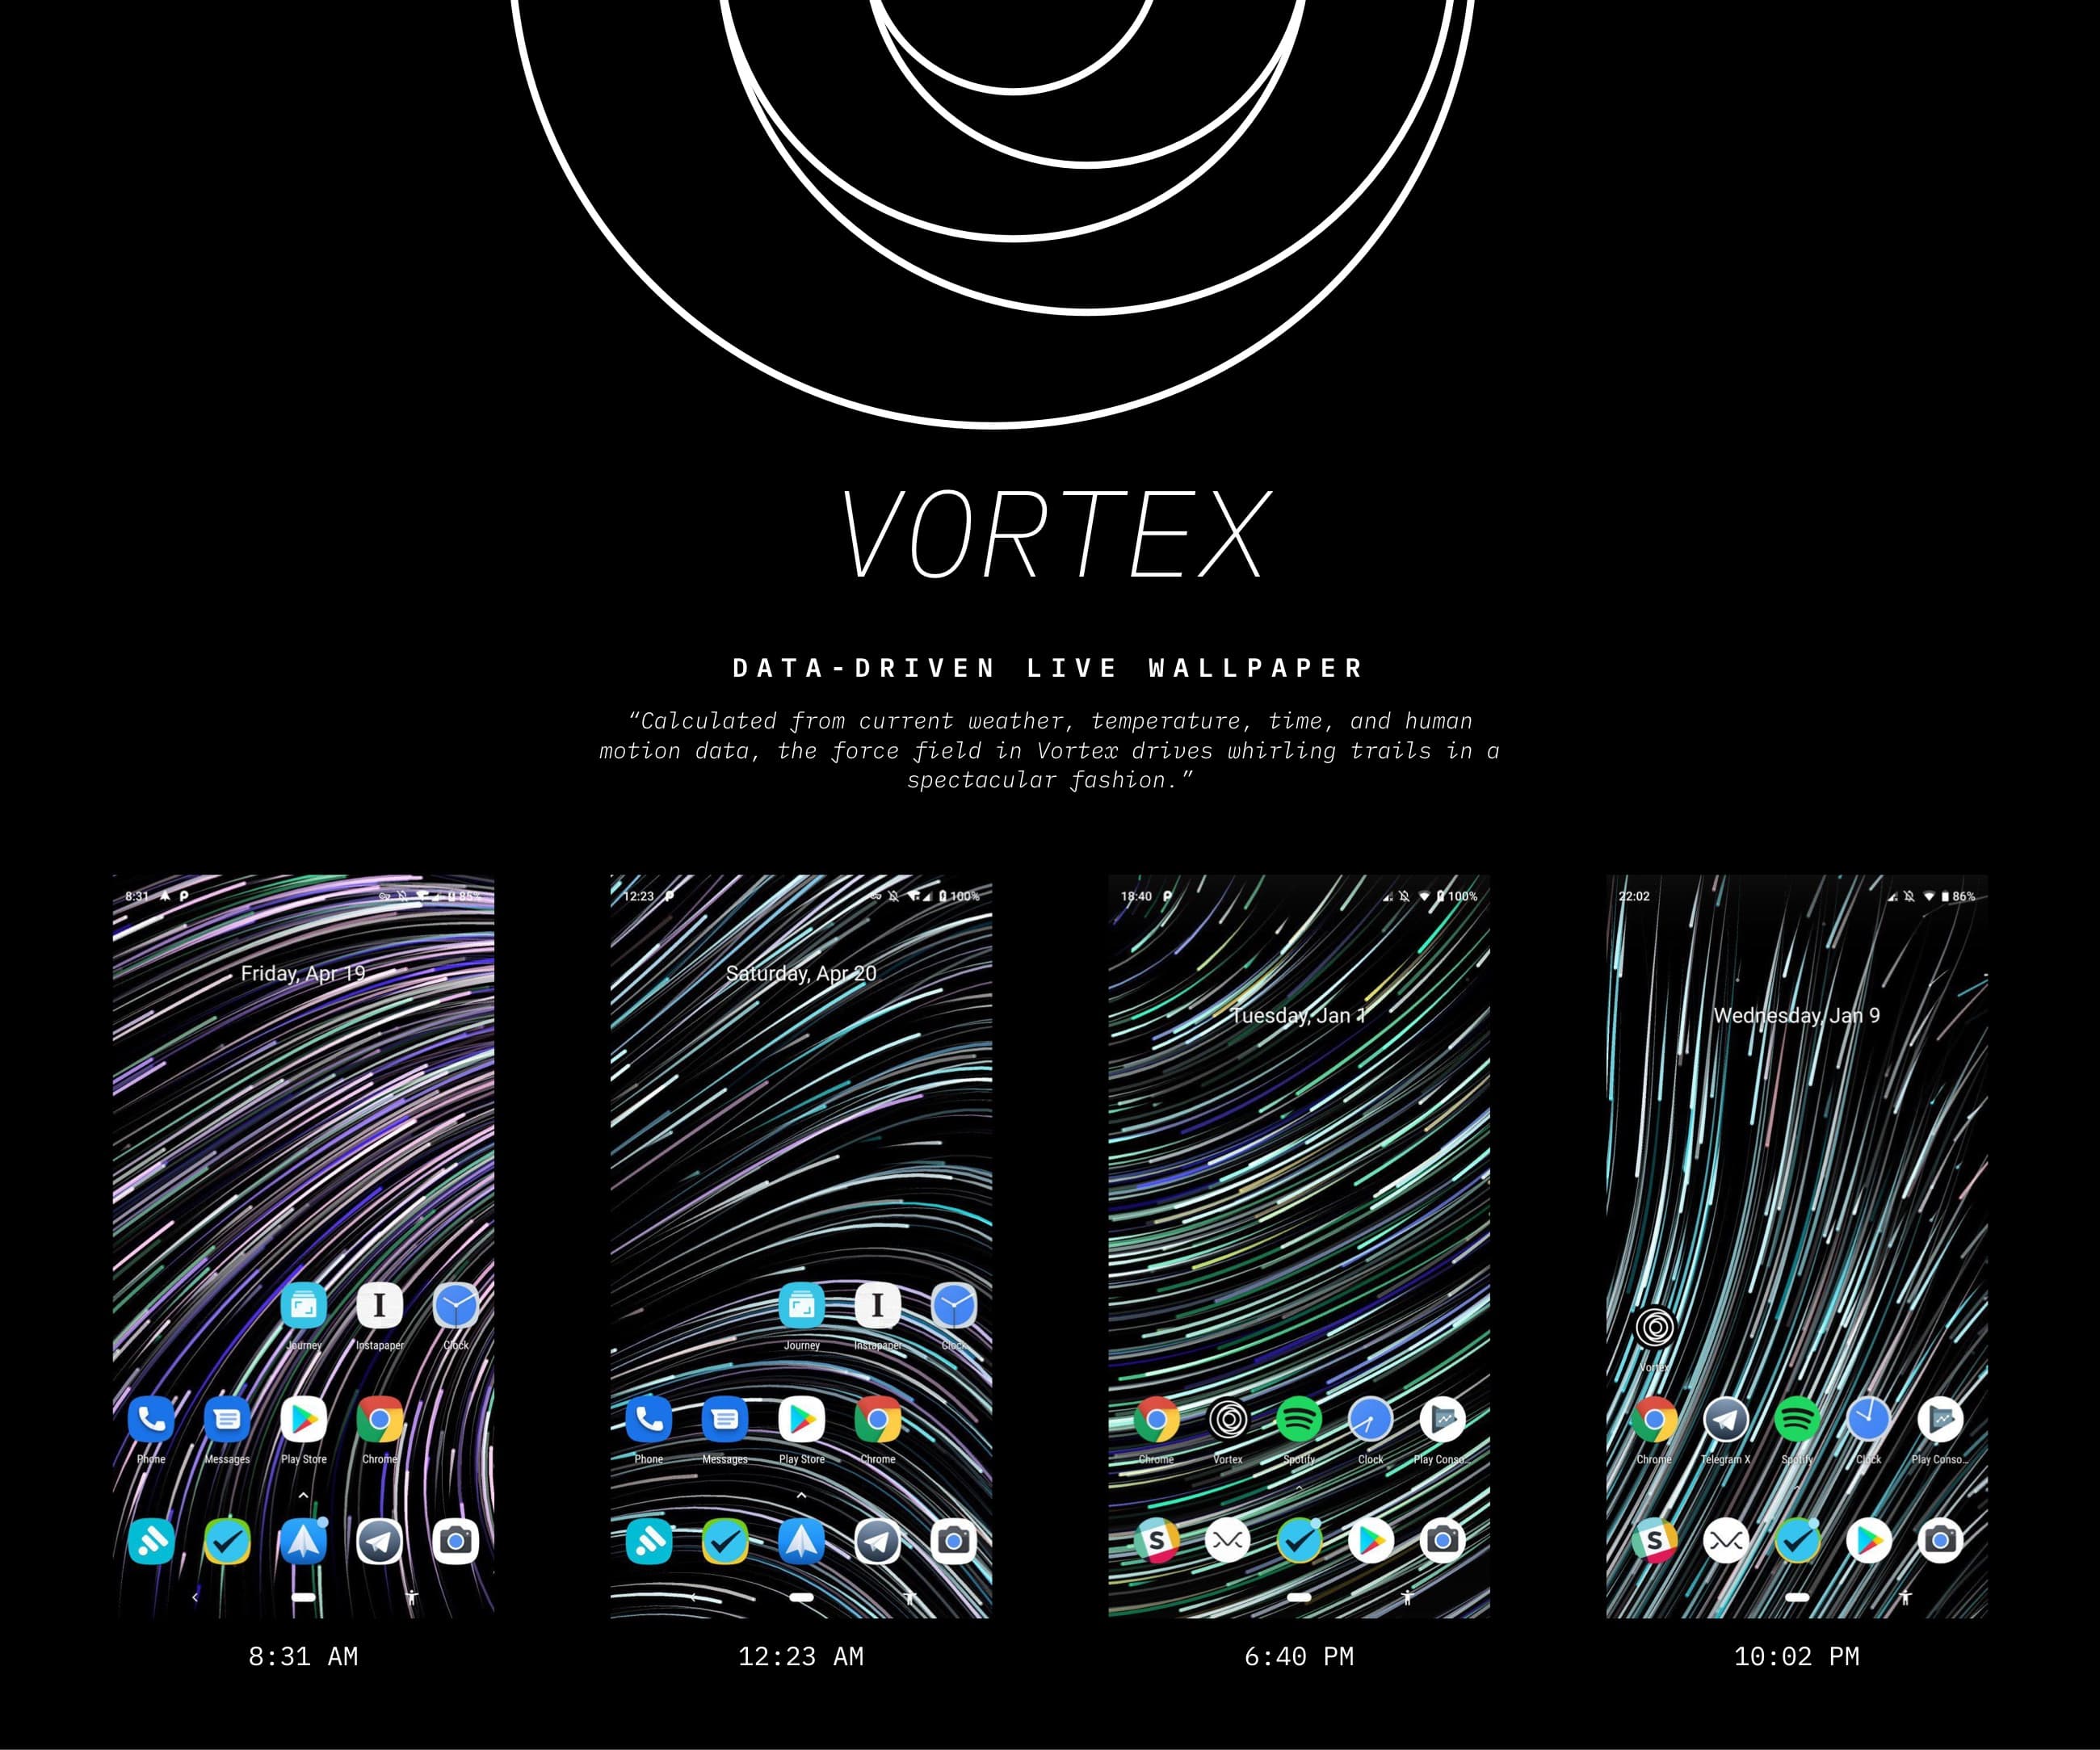 VORTEX
DATA-DRIVEN LIVE WALLPAPER
“Calculated from current weather, temperature, time, and human
motion data, the force field in Vortex drives whirling trails in a
spectacular fashion.”
8:31 85%
Friday, Apr 19
Journey Instapaper Clock
Phone Messages Play Store Chrome
8:31 AM
12:23 100%
Saturday, Apr 20
Journey Instapaper Clock
Phone Messages Play Store Chrome
12:23 AM
18:40 100%
Tuesday, Jan 1
Chrome Vortex Spotify Clock Play Conso...
6:40 PM
22:02 86%
Wednesday, Jan 9
Vortex
Chrome Telegram X Spotify Clock Play Conso...
10:02 PM